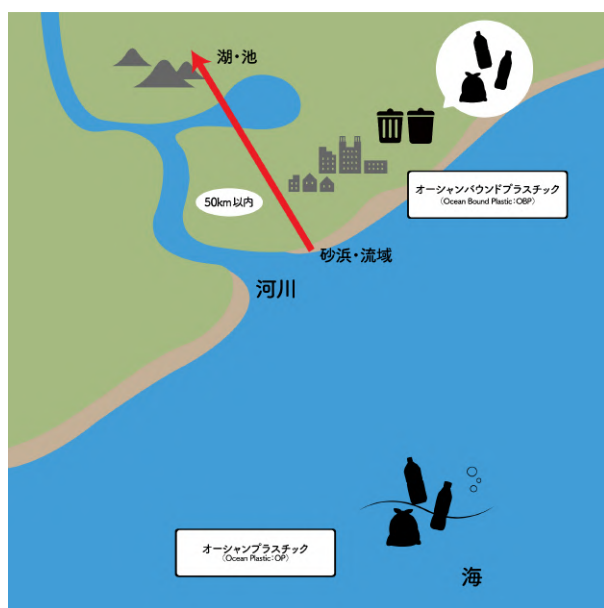 湖・池
オーシャンバウンドプラスチック
(Ocean Bound Plastic:OBP)
50km以内
砂浜・流域
河川
オーシャンプラスチック
(Ocean Plastic:OP)
海